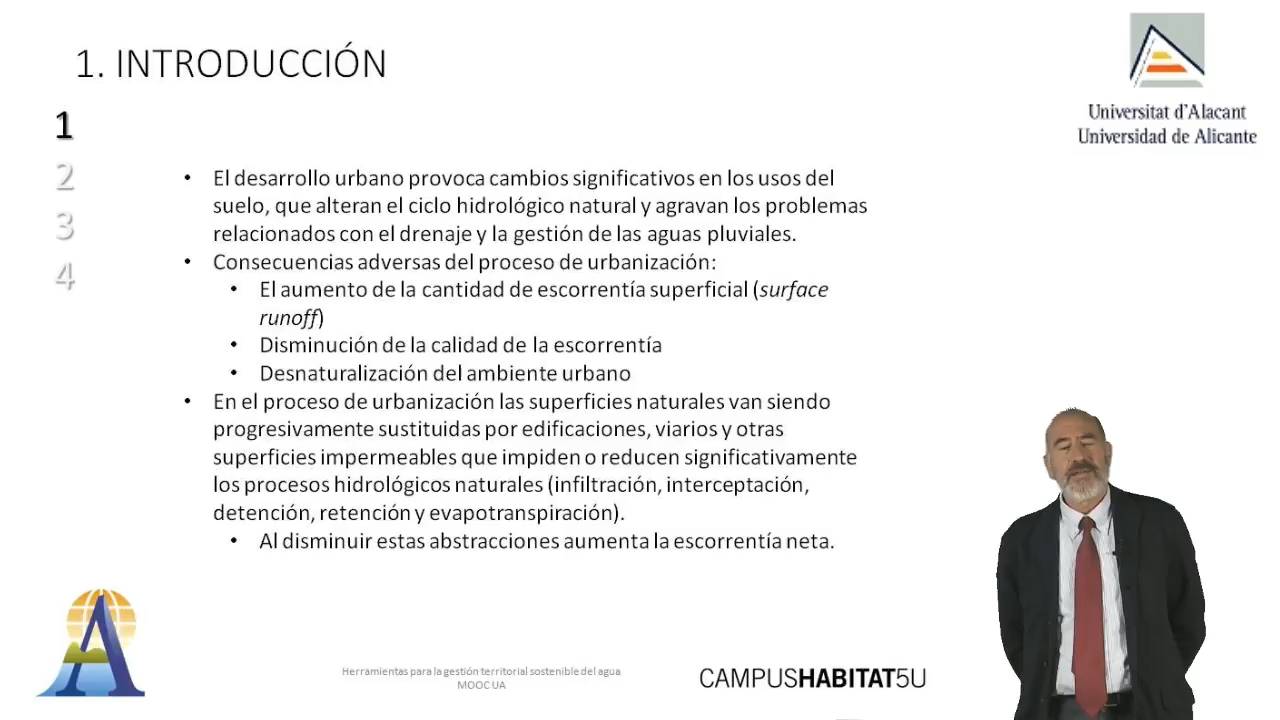 1. INTRODUCCIÓN
Universitat d'Alacant
Universidad de Alicante
1
2
3
4
• El desarrollo urbano provoca cambios significativos en los usos del
suelo, que alteran el ciclo hidrológico natural y agravan los problemas
relacionados con el drenaje y la gestión de las aguas pluviales.
• Consecuencias adversas del proceso de urbanización:
• El aumento de la cantidad de escorrentía superficial (surface
runoff)
• Disminución de la calidad de la escorrentía
• Desnaturalización del ambiente urbano
• En el proceso de urbanización las superficies naturales van siendo
progresivamente sustituidas por edificaciones, viarios y otras
superficies impermeables que impiden o reducen significativamente
los procesos hidrológicos naturales (infiltración, interceptación,
detención, retención y evapotranspiración).
• Al disminuir estas abstracciones aumenta la escorrentía neta.
Herramientas para la gestión territorial sostenible del agua
MOOC UA
CAMPUSHABITAT5U